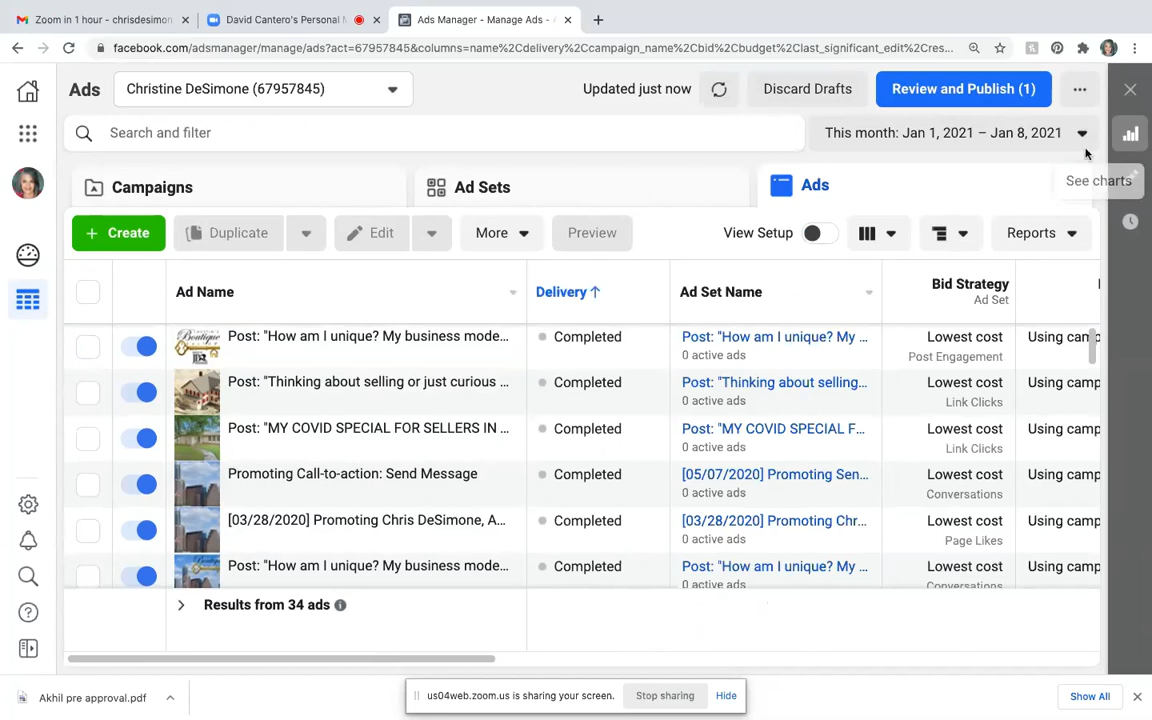 Zoom in 1 hour - chrisdesimon
David Cantero's Personal M
Ads Manager - Manage Ads - A
facebook.com/adsmanager/manage/ads?act=67957845&columns=name%2Cdelivery%2Ccampaign_name%2Cbid%2Cbudget%2Clast_significant_edit%2Cres...
Ads
Christine DeSimone (67957845)
Updated just now
Discard Drafts
Review and Publish (1)
Search and filter
This month: Jan 1, 2021 – Jan 8, 2021
Campaigns
Ad Sets
Ads
See charts
+ Create
Duplicate
Edit
More
Preview
View Setup
Reports
Ad Name
Delivery ↑
Ad Set Name
Bid Strategy
Ad Set
Post: "How am I unique? My business mode...
Completed
Post: "How am I unique? My ...
0 active ads
Lowest cost
Post Engagement
Using camp
Post: "Thinking about selling or just curious ...
Completed
Post: "Thinking about selling...
0 active ads
Lowest cost
Link Clicks
Using camp
Post: "MY COVID SPECIAL FOR SELLERS IN ...
Completed
Post: "MY COVID SPECIAL F...
0 active ads
Lowest cost
Link Clicks
Using camp
Promoting Call-to-action: Send Message
Completed
[05/07/2020] Promoting Sen...
0 active ads
Lowest cost
Conversations
Using camp
[03/28/2020] Promoting Chris DeSimone, A...
Completed
[03/28/2020] Promoting Chr...
0 active ads
Lowest cost
Page Likes
Using camp
Post: "How am I unique? My business mode...
Completed
Post: "How am I unique? My ...
0 active ads
Lowest cost
Conversations
Using camp
Results from 34 ads
Akhil pre approval.pdf
us04web.zoom.us is sharing your screen.
Stop sharing
Hide
Show All